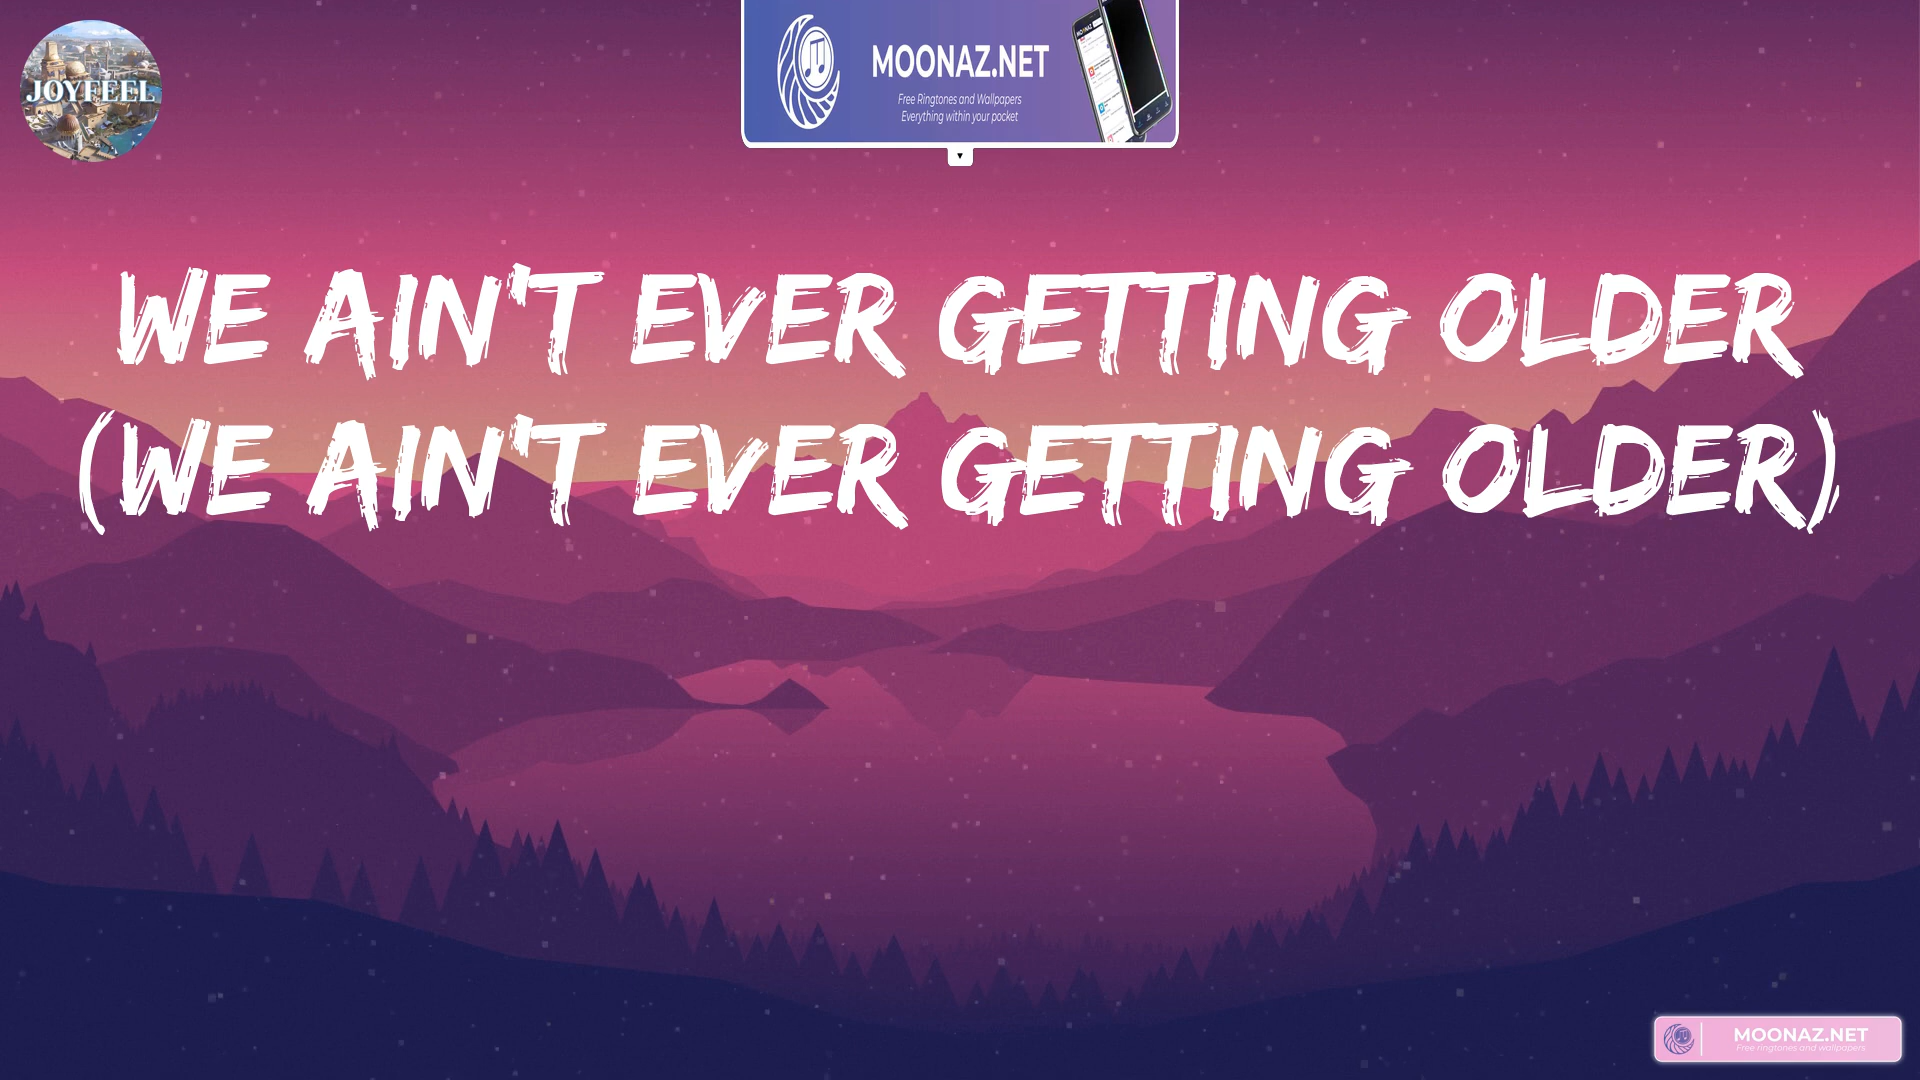 JOYFEEL
MOONAZ.NET
Free Ringtones and Wallpapers
Everything within your pocket
WE AIN'T EVER GETTING OLDER
(WE AIN'T EVER GETTING OLDER)
MOONAZ.NET
Free ringtones and wallpapers